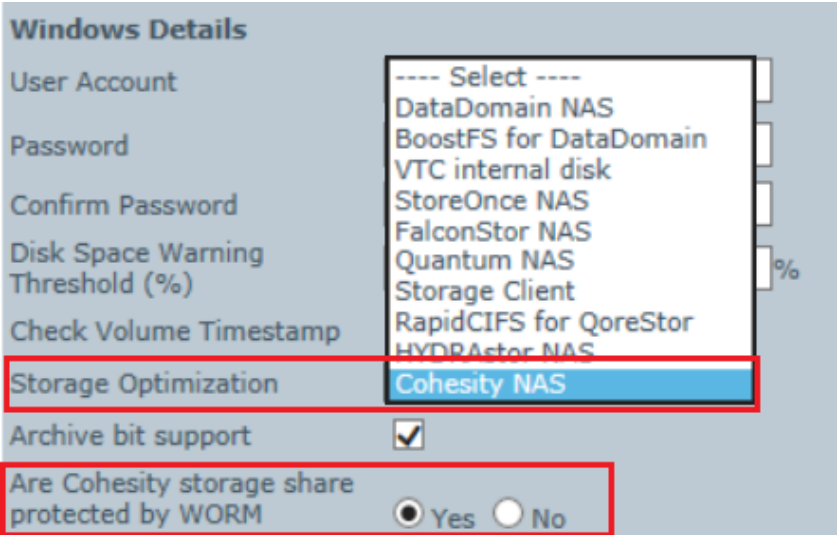 Windows Details
User Account
---- Select ----
DataDomain NAS
BoostFS for DataDomain
VTC internal disk
StoreOnce NAS
FalconStor NAS
Quantum NAS
Storage Client
RapidCIFS for QoreStor
HYDRAstor NAS
Cohesity NAS
Password
Confirm Password
Disk Space Warning
Threshold (%)
%
Check Volume Timestamp
Storage Optimization
Archive bit support
Are Cohesity storage share
protected by WORM
Yes No